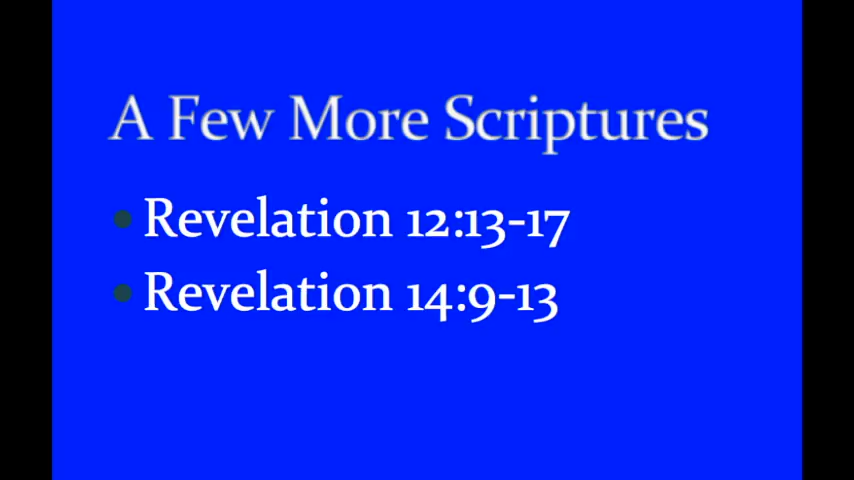 A Few More Scriptures
• Revelation 12:13-17
• Revelation 14:9-13